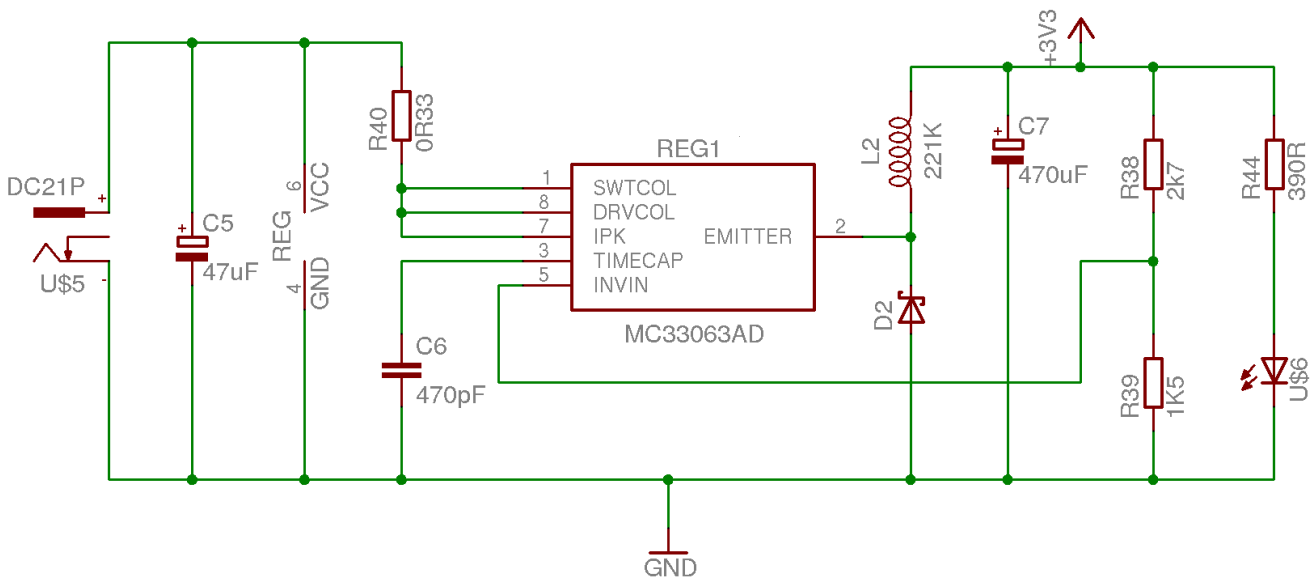 DC21P
+
-
U$5
+
C5
47uF
6
VCC
REG
4
GND
R40
0R33
C6
470pF
REG1
1
SWTCOL
8
DRVCOL
7
IPK
3
TIMECAP
5
INVIN
EMITTER
2
MC33063AD
L2
221K
D2
+
C7
470uF
+3V3
R38
2k7
R39
1K5
R44
390R
U$6
GND